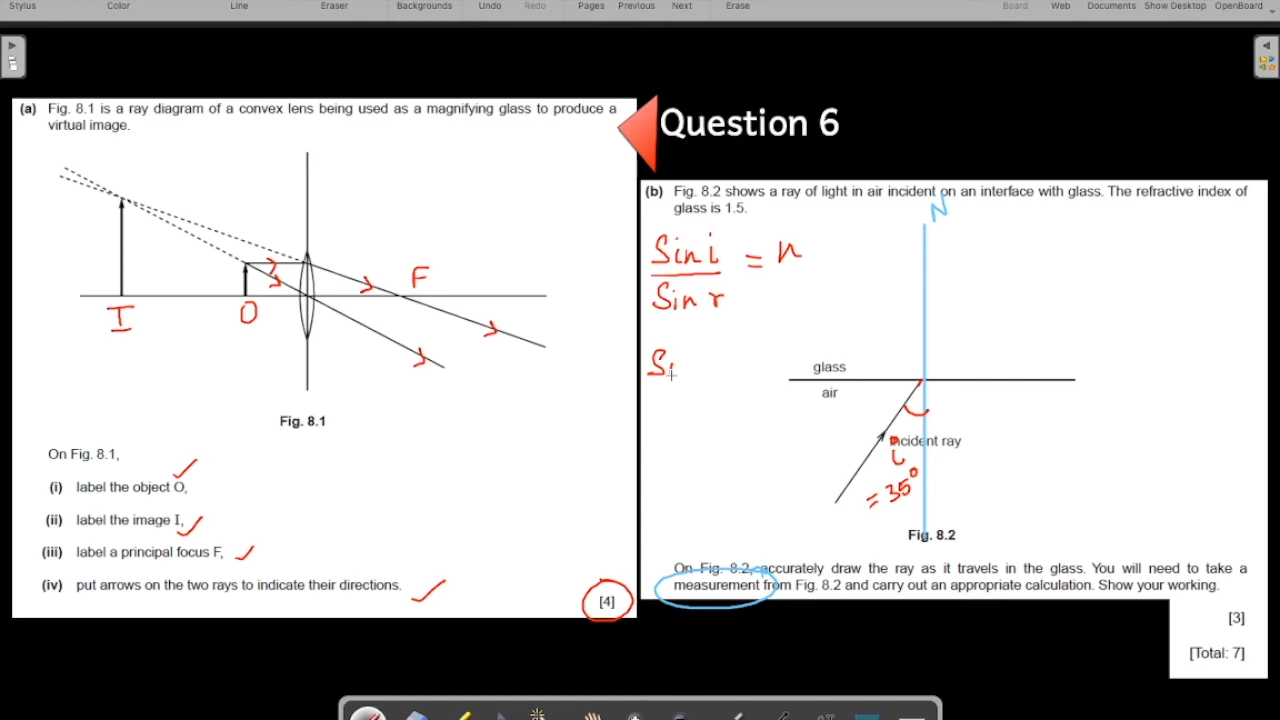 Stylus Color Line Eraser Backgrounds Undo Redo Pages Previous Next Erase Board Web Documents Show Desktop OpenBoard
(a) Fig. 8.1 is a ray diagram of a convex lens being used as a magnifying glass to produce a
virtual image.
F
I
O
Fig. 8.1
On Fig. 8.1,
(i) label the object O,
(ii) label the image I,
(iii) label a principal focus F,
(iv) put arrows on the two rays to indicate their directions.
[4]
Question 6
(b) Fig. 8.2 shows a ray of light in air incident on an interface with glass. The refractive index of
glass is 1.5.
N
Sin i
= n
Sin r
Si
glass
air
incident ray
i
= 35°
Fig. 8.2
On Fig. 8.2, accurately draw the ray as it travels in the glass. You will need to take a
measurement from Fig. 8.2 and carry out an appropriate calculation. Show your working.
[3]
[Total: 7]